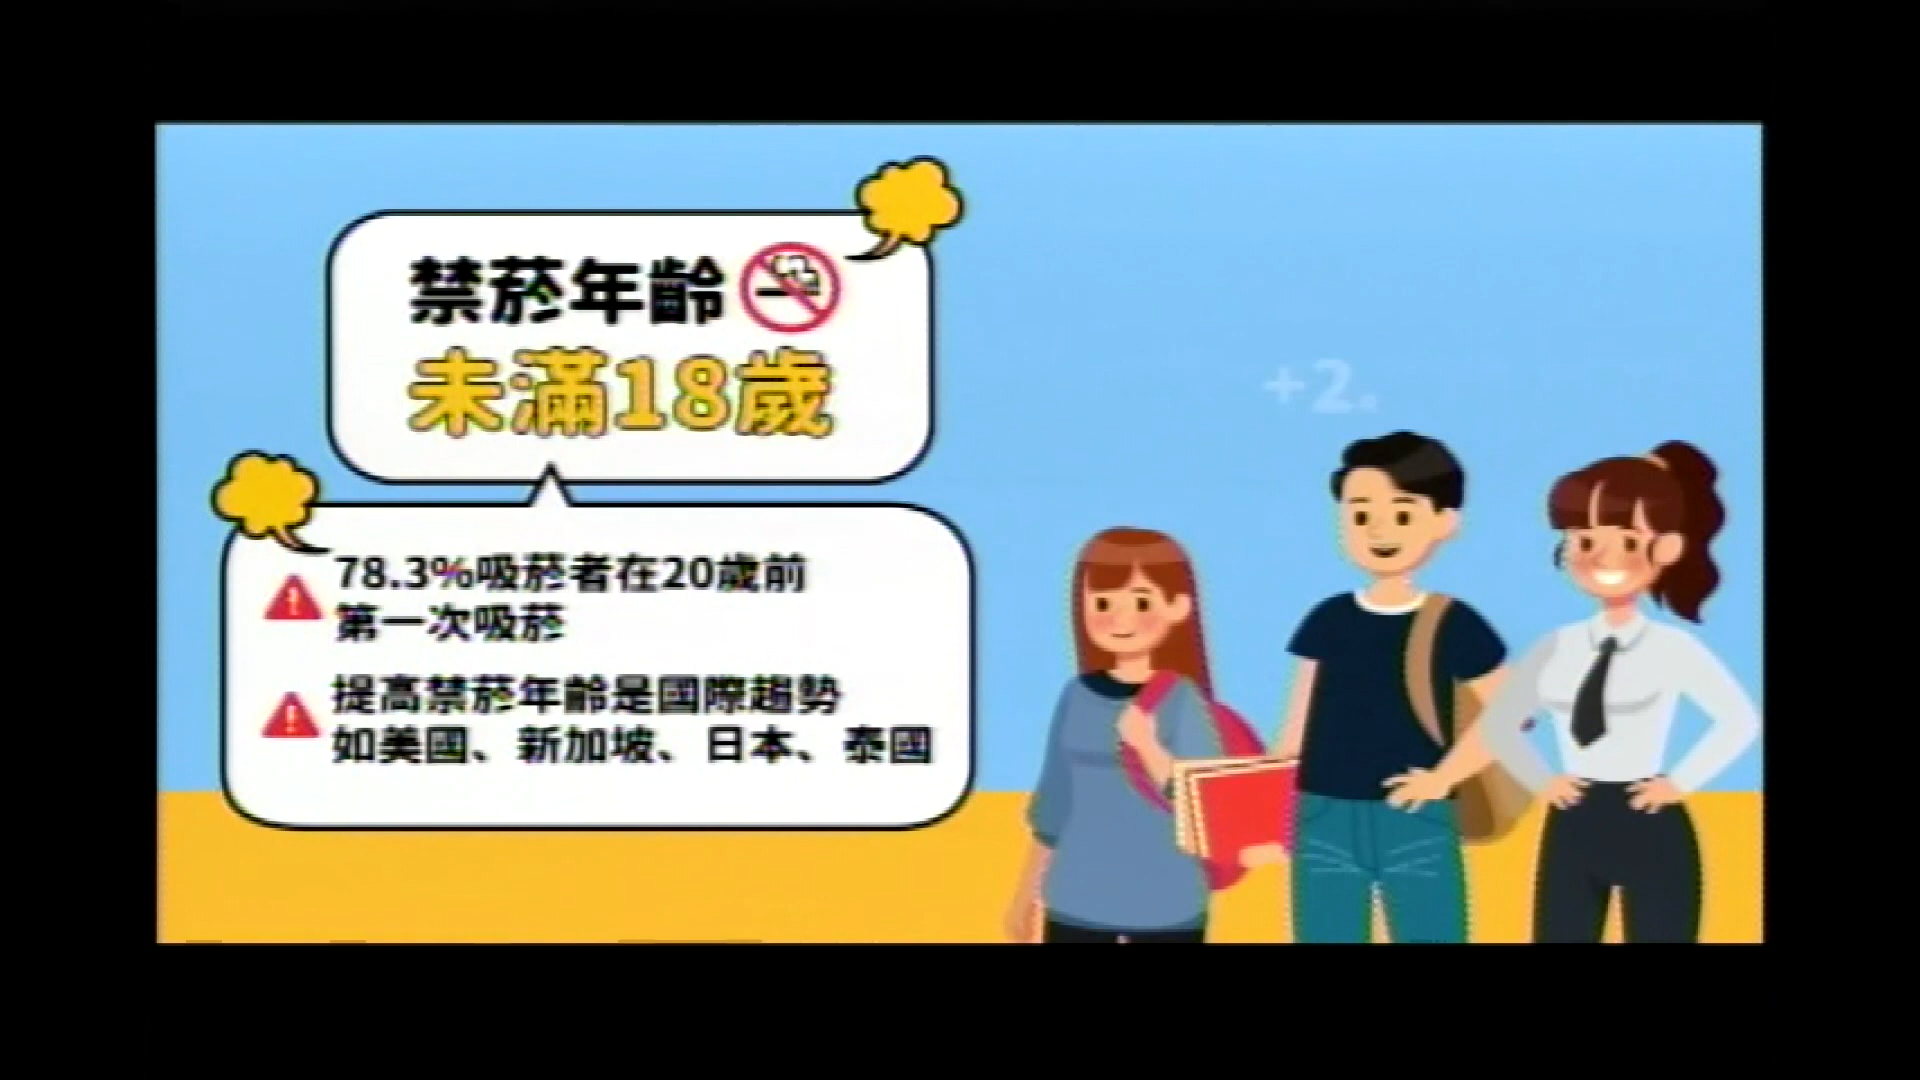 禁菸年齡
未滿18歲
78.3%吸菸者在20歲前
第一次吸菸
提高禁菸年齡是國際趨勢
如美國、新加坡、日本、泰國
+2.